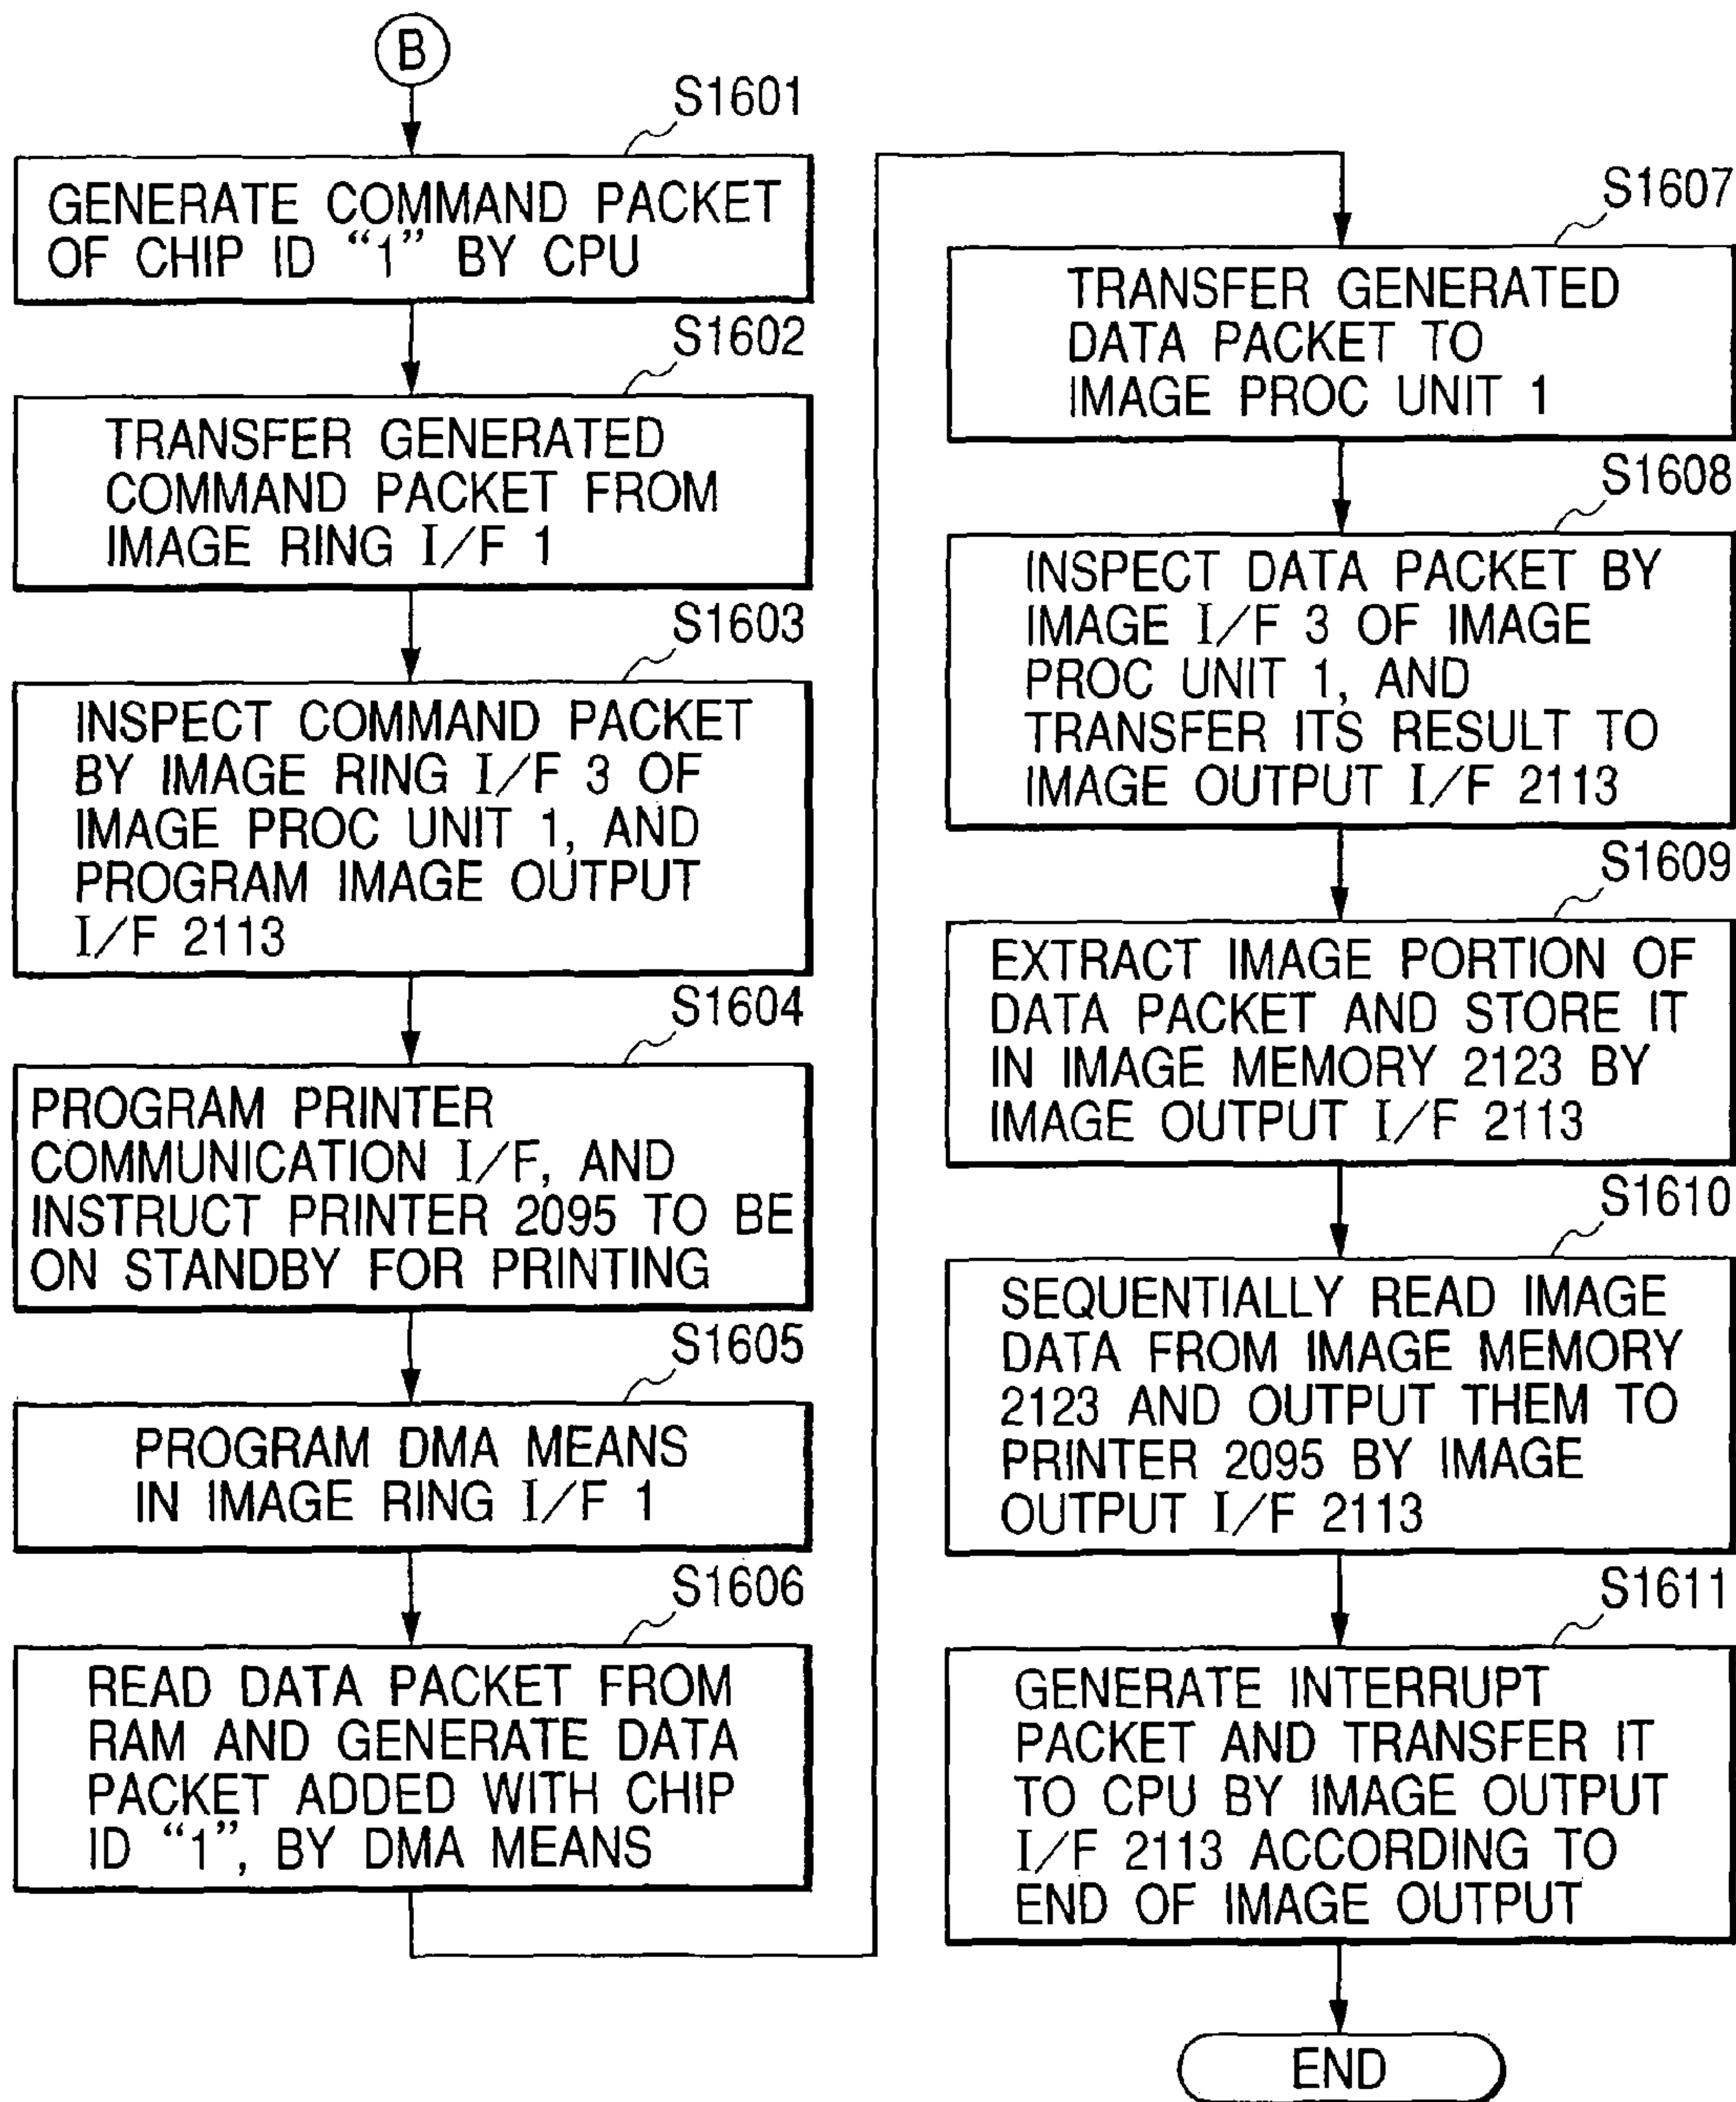 B
S1601
GENERATE COMMAND PACKET
OF CHIP ID “1” BY CPU
S1602
TRANSFER GENERATED
COMMAND PACKET FROM
IMAGE RING I/F 1
S1603
INSPECT COMMAND PACKET
BY IMAGE RING I/F 3 OF
IMAGE PROC UNIT 1, AND
PROGRAM IMAGE OUTPUT
I/F 2113
S1604
PROGRAM PRINTER
COMMUNICATION I/F, AND
INSTRUCT PRINTER 2095 TO BE
ON STANDBY FOR PRINTING
S1605
PROGRAM DMA MEANS
IN IMAGE RING I/F 1
S1606
READ DATA PACKET FROM
RAM AND GENERATE DATA
PACKET ADDED WITH CHIP
ID “1”, BY DMA MEANS
S1607
TRANSFER GENERATED
DATA PACKET TO
IMAGE PROC UNIT 1
S1608
INSPECT DATA PACKET BY
IMAGE I/F 3 OF IMAGE
PROC UNIT 1, AND
TRANSFER ITS RESULT TO
IMAGE OUTPUT I/F 2113
S1609
EXTRACT IMAGE PORTION OF
DATA PACKET AND STORE IT
IN IMAGE MEMORY 2123 BY
IMAGE OUTPUT I/F 2113
S1610
SEQUENTIALLY READ IMAGE
DATA FROM IMAGE MEMORY
2123 AND OUTPUT THEM TO
PRINTER 2095 BY IMAGE
OUTPUT I/F 2113
S1611
GENERATE INTERRUPT
PACKET AND TRANSFER IT
TO CPU BY IMAGE OUTPUT
I/F 2113 ACCORDING TO
END OF IMAGE OUTPUT
END